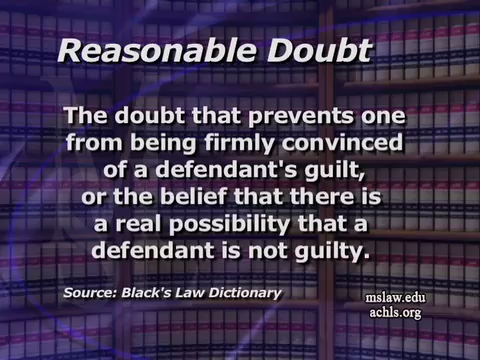 Reasonable Doubt
The doubt that prevents one
from being firmly convinced
of a defendant's guilt,
or the belief that there is
a real possibility that a
defendant is not guilty.
Source: Black's Law Dictionary
mslaw.edu
achls.org